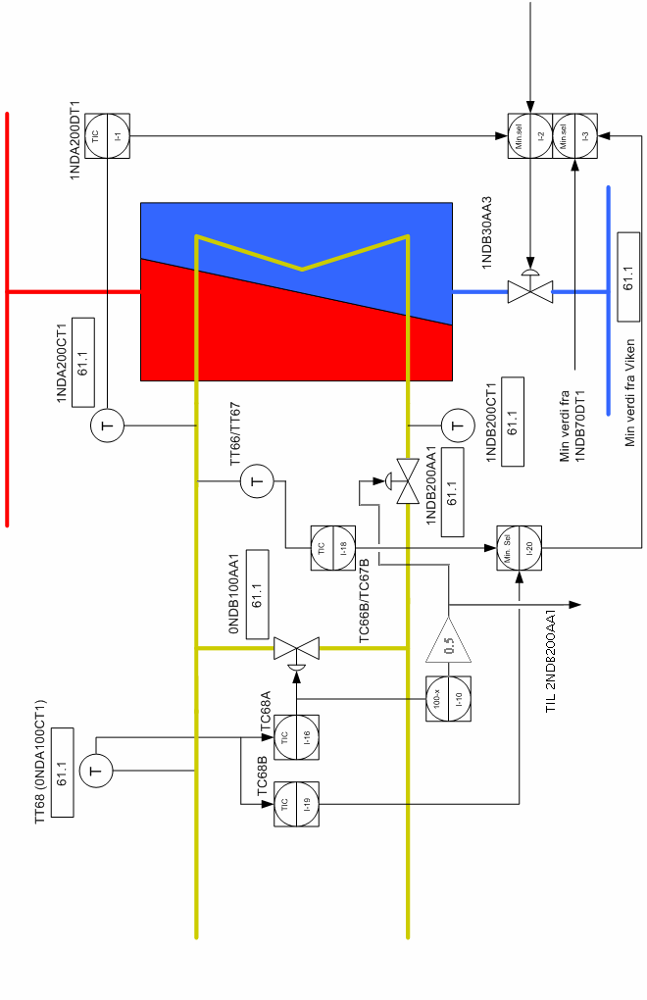 TT68 (0NDA100CT1)
61.1
T
1NDA200CT1
61.1
T
1NDA200DT1
TIC
I-1
0NDB100AA1
61.1
TT66/TT67
T
TC68B
TIC
I-19
TC68A
TIC
I-16
TIC
I-18
TC66B/TC67B
1NDB200AA1
61.1
100-x
I-10
0.5
T
1NDB200CT1
61.1
1NDB30AA3
Min. Sel
I-20
Min.sel
I-2
Min.sel
I-3
TIL 2NDB200AA1
Min verdi fra
1NDB70DT1
Min verdi fra Viken
61.1